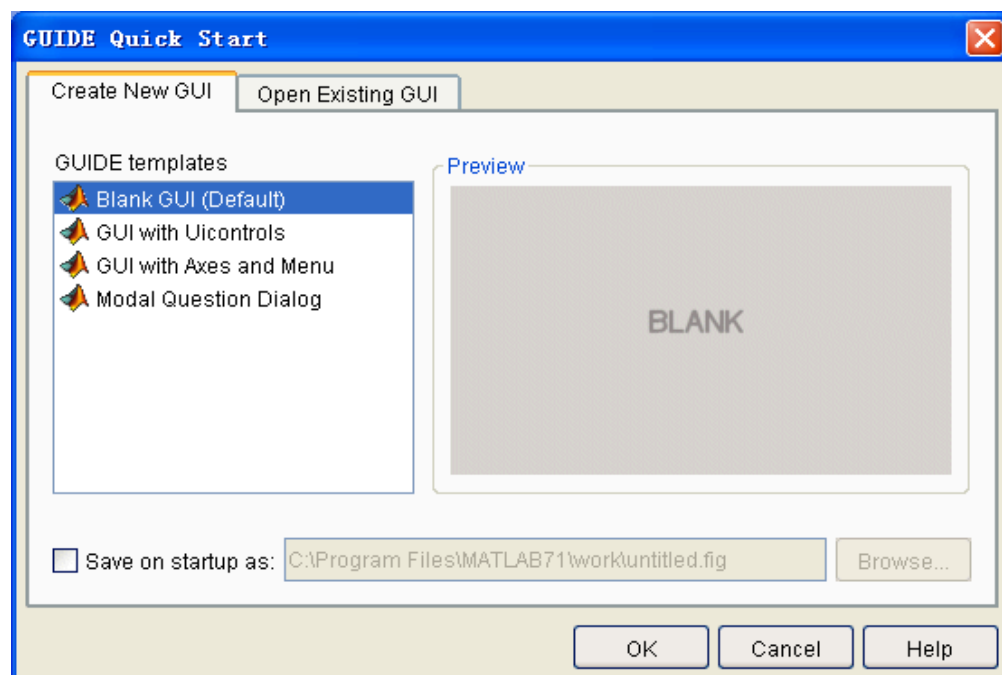 GUIDE Quick Start
Create New GUI
Open Existing GUI
GUIDE templates
Blank GUI (Default)
GUI with Uicontrols
GUI with Axes and Menu
Modal Question Dialog
Preview
BLANK
Save on startup as: C:\Program Files\MATLAB71\work\untitled.fig Browse...
OK Cancel Help